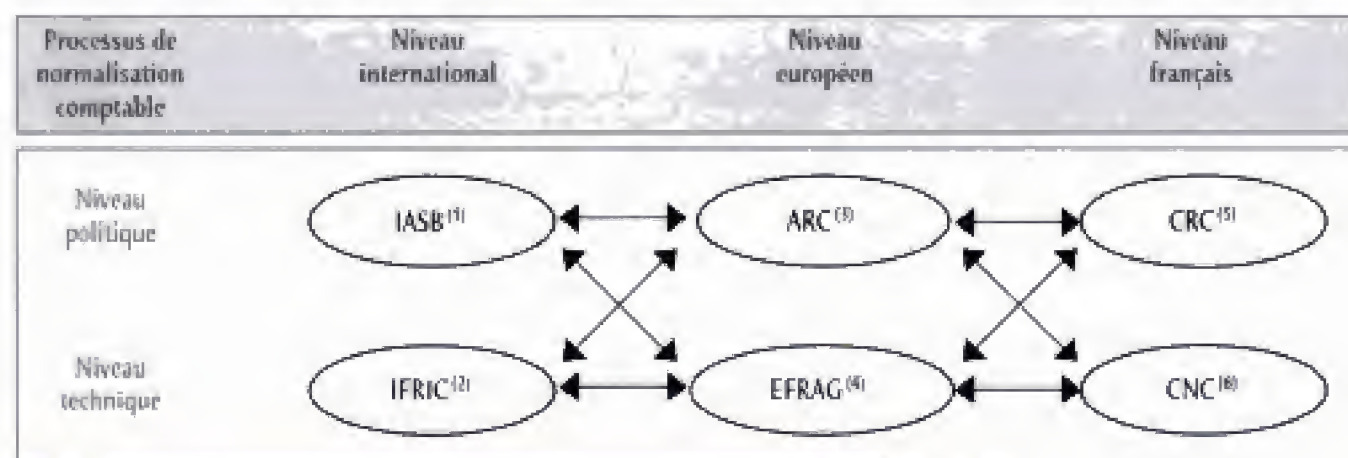 Processus de
normalisation
comptable
Niveau
international
Niveau
européen
Niveau
français
Niveau
politique
IASB (1)
ARC (3)
CRC (5)
Niveau
technique
IFRIC (2)
EFRAG (4)
CNC (6)